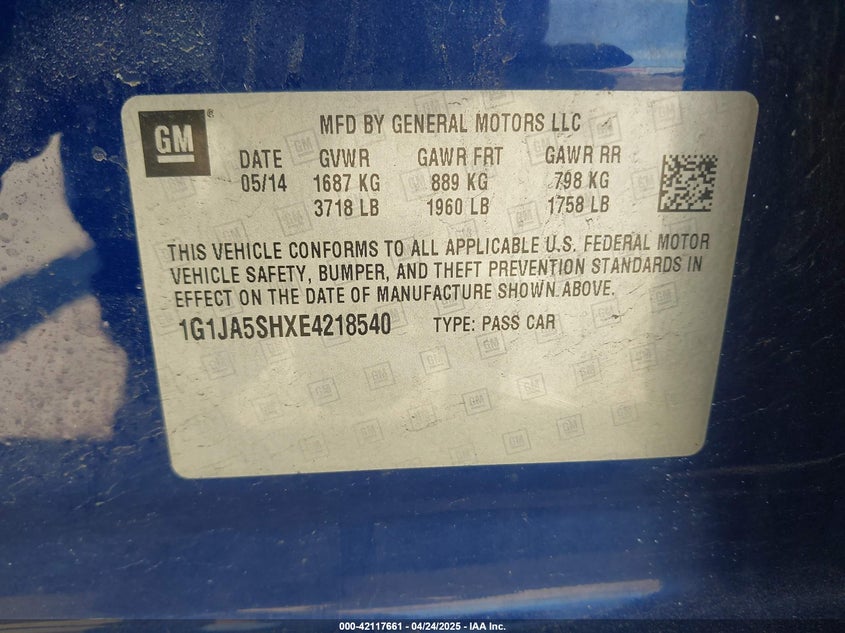 GM®
MFD BY GENERAL MOTORS LLC
DATE GVWR GAWR FRT GAWR RR
05/14 1687 KG 889 KG 798 KG
3718 LB 1960 LB 1758 LB
THIS VEHICLE CONFORMS TO ALL APPLICABLE U.S. FEDERAL MOTOR
VEHICLE SAFETY, BUMPER, AND THEFT PREVENTION STANDARDS IN
EFFECT ON THE DATE OF MANUFACTURE SHOWN ABOVE.
1G1JA5SHXE4218540 TYPE: PASS CAR
000-42117661 - 04/24/2025 - IAA Inc.